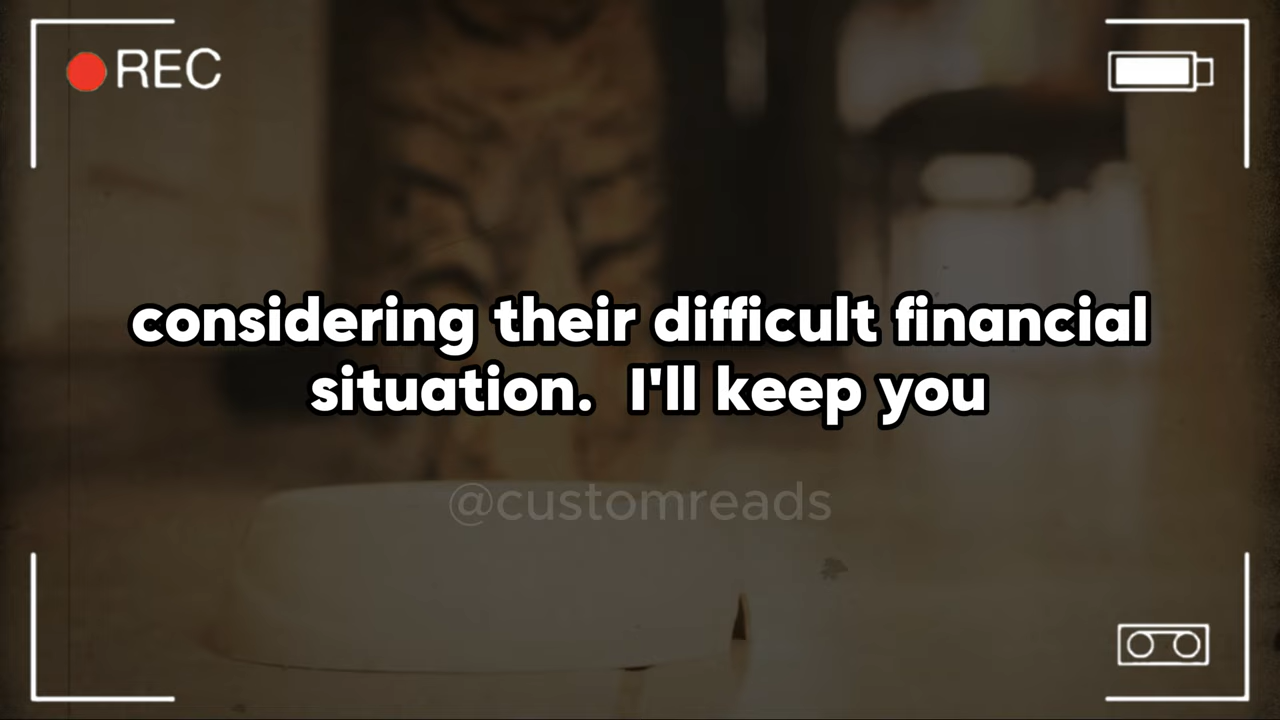 REC
considering their difficult financial
situation.  I'll keep you
@customreads